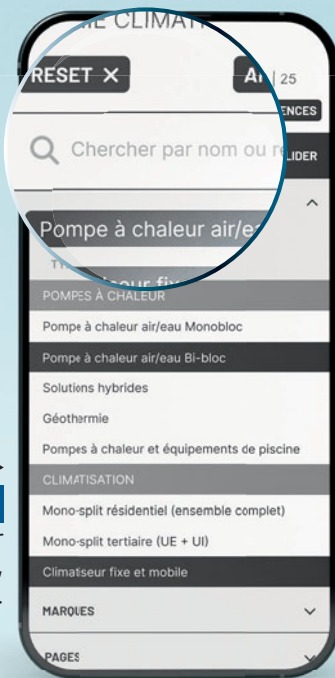 CLIMATI
RESET ×
| 25
ENCES
Chercher par nom ou
LIDER
Pompe à chaleur air/e
POMPES À CHALEUR
Pompe à chaleur air/eau Monobloc
Pompe à chaleur air/eau Bi-bloc
Solutions hybrides
Géothermie
Pompes à chaleur et équipements de piscine
CLIMATISATION
Mono-split résidentiel (ensemble complet)
Mono-split tertiaire (UE + UI)
Climatiseur fixe et mobile
MARQUES
PAGES